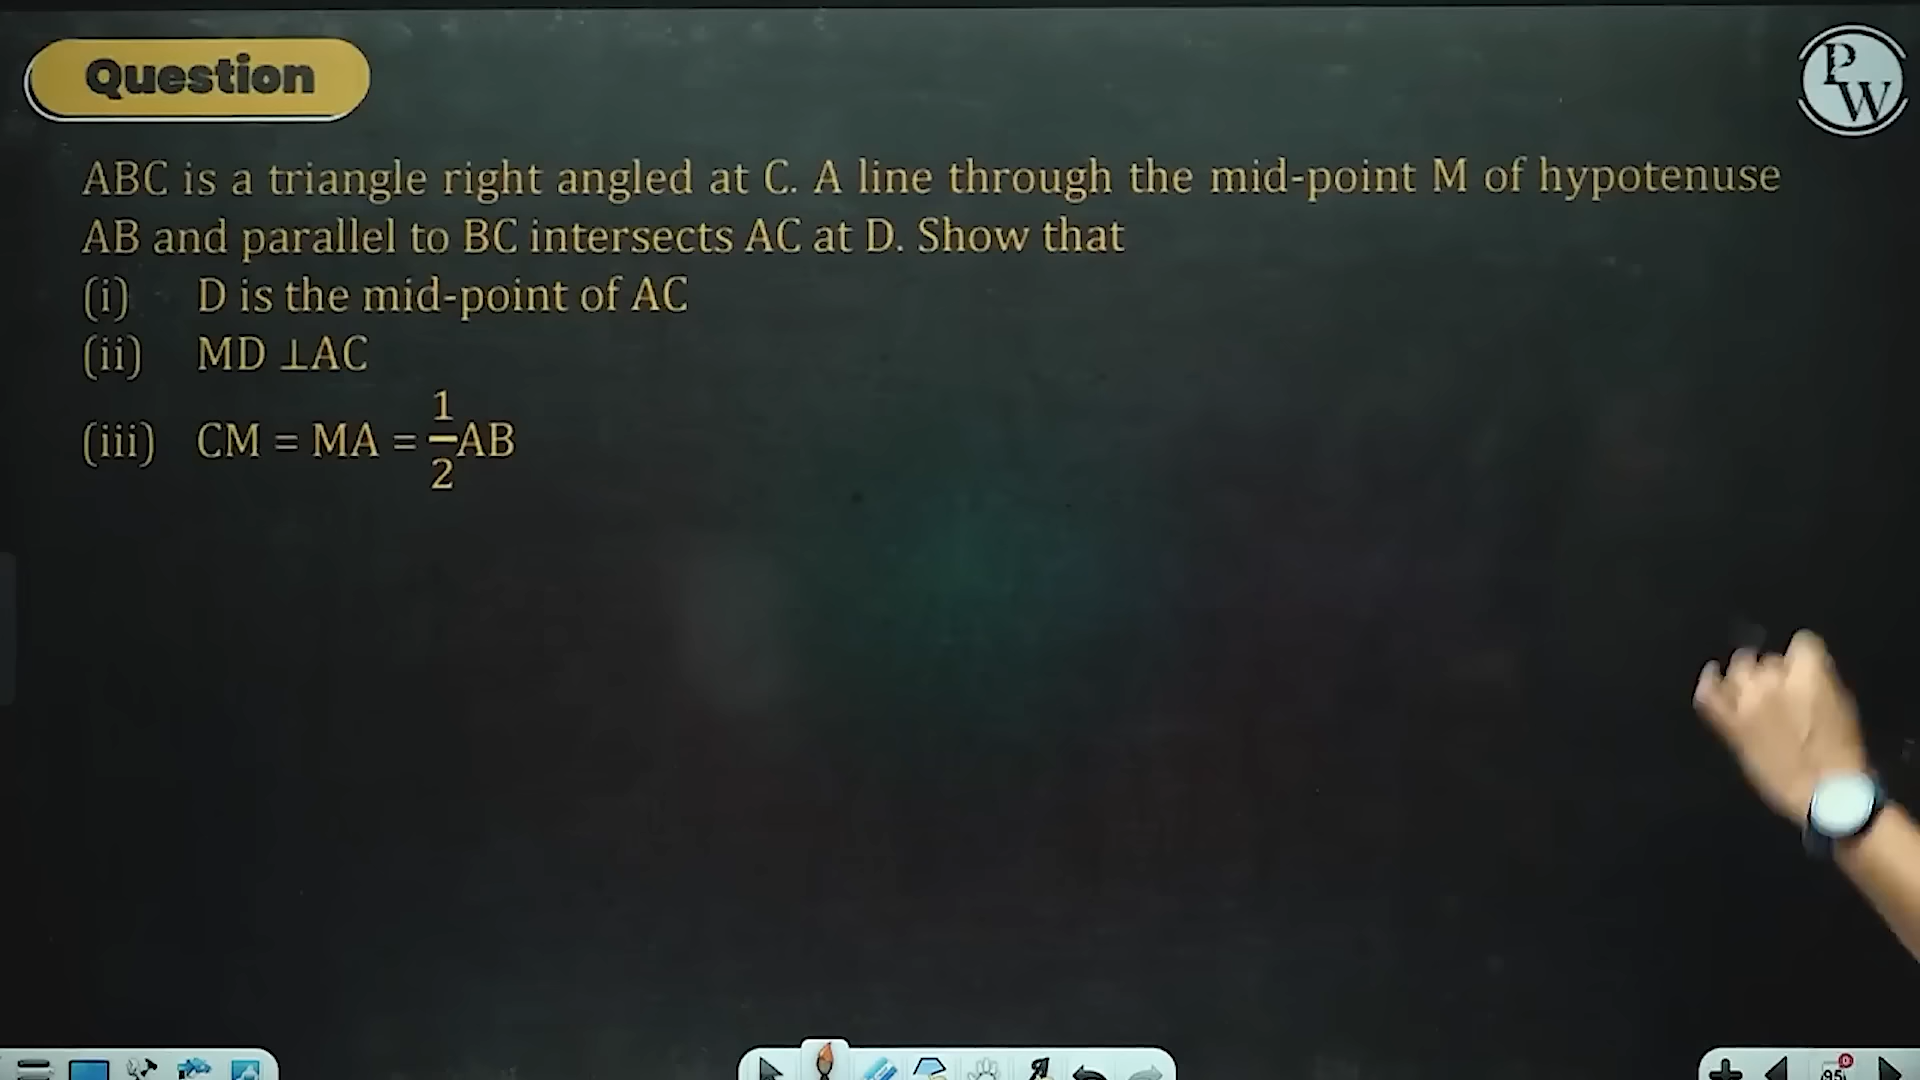 Question
PW
ABC is a triangle right angled at C. A line through the mid-point M of hypotenuse
AB and parallel to BC intersects AC at D. Show that
(i) D is the mid-point of AC
(ii) MD ⊥AC
(iii) CM = MA = 1/2 AB
95